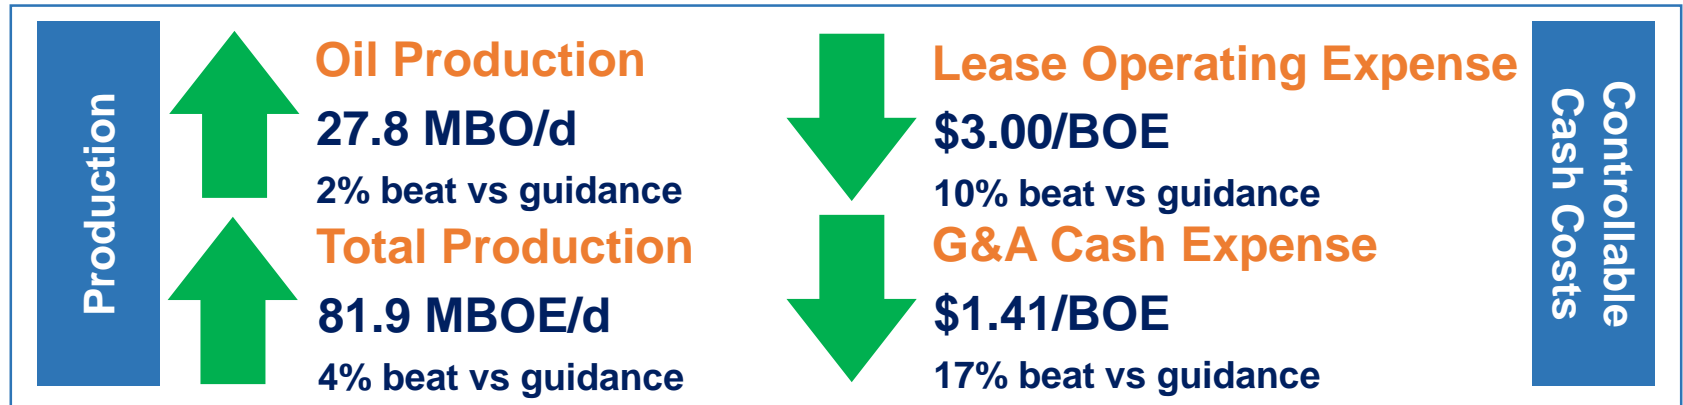 Production
Oil Production
27.8 MBO/d
2% beat vs guidance
Total Production
81.9 MBOE/d
4% beat vs guidance
Lease Operating Expense
$3.00/BOE
10% beat vs guidance
G&A Cash Expense
$1.41/BOE
17% beat vs guidance
Controllable
Cash Costs